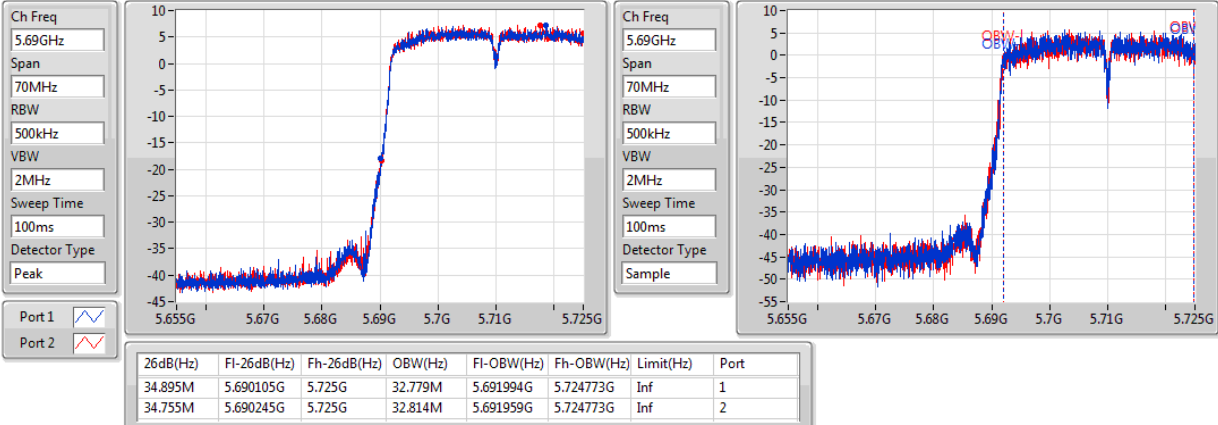 Ch Freq
5.69GHz
Span
70MHz
RBW
500kHz
VBW
2MHz
Sweep Time
100ms
Detector Type
Peak
Port 1
Port 2
10
5
0
-5
-10
-15
-20
-25
-30
-35
-40
-45
5.655G 5.67G 5.68G 5.69G 5.7G 5.71G 5.725G
Ch Freq
5.69GHz
Span
70MHz
RBW
500kHz
VBW
2MHz
Sweep Time
100ms
Detector Type
Sample
10
5
0
-5
-10
-15
-20
-25
-30
-35
-40
-45
-50
-55
OBW-
OBW-
OBW
OBW
5.655G 5.67G 5.68G 5.69G 5.7G 5.71G 5.725G
26dB(Hz) Fl-26dB(Hz) Fh-26dB(Hz) OBW(Hz) Fl-OBW(Hz) Fh-OBW(Hz) Limit(Hz) Port
34.895M 5.690105G 5.725G 32.779M 5.691994G 5.724773G Inf 1
34.755M 5.690245G 5.725G 32.814M 5.691959G 5.724773G Inf 2